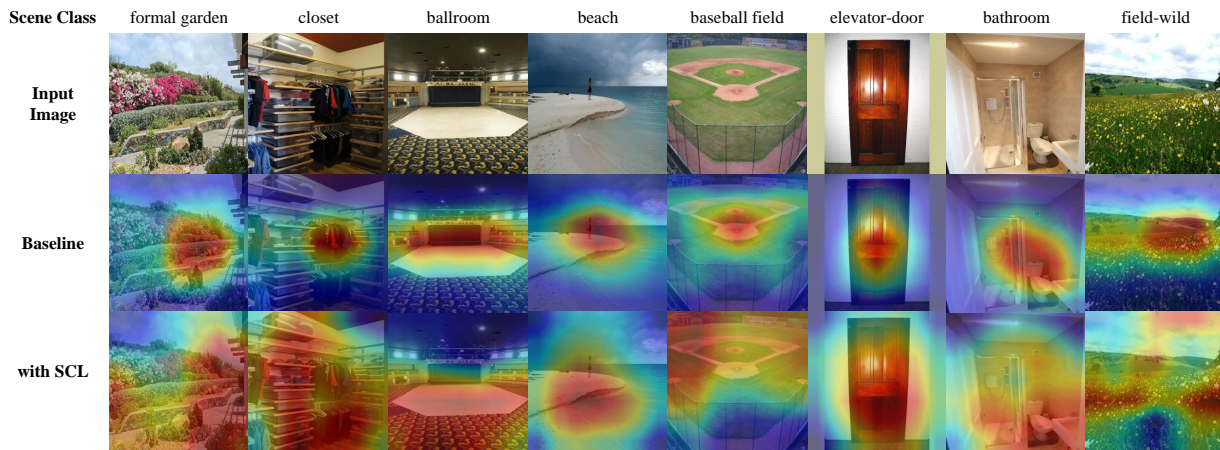 Scene Class formal garden closet ballroom beach baseball field elevator-door bathroom field-wild
Input
Image
Baseline
with SCL